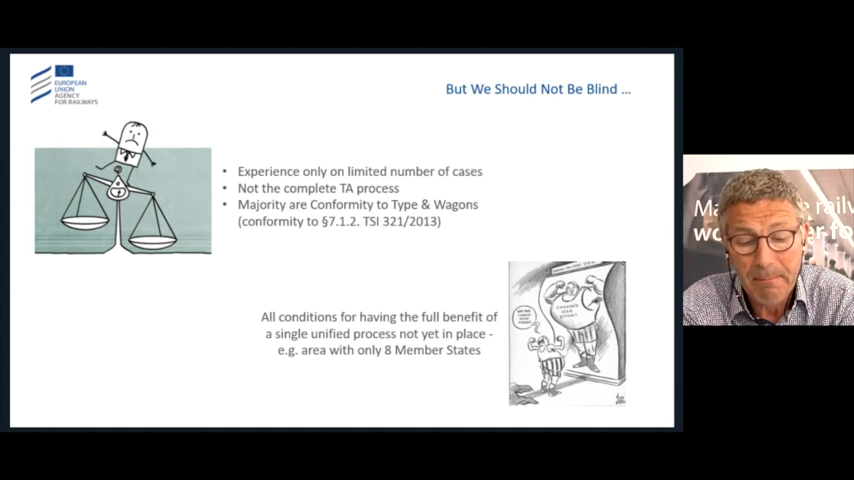 EUROPEAN
UNION
AGENCY
FOR RAILWAYS
But We Should Not Be Blind ...
• Experience only on limited number of cases
• Not the complete TA process
• Majority are Conformity to Type & Wagons
(conformity to §7.1.2. TSI 321/2013)
All conditions for having the full benefit of
a single unified process not yet in place -
e.g. area with only 8 Member States